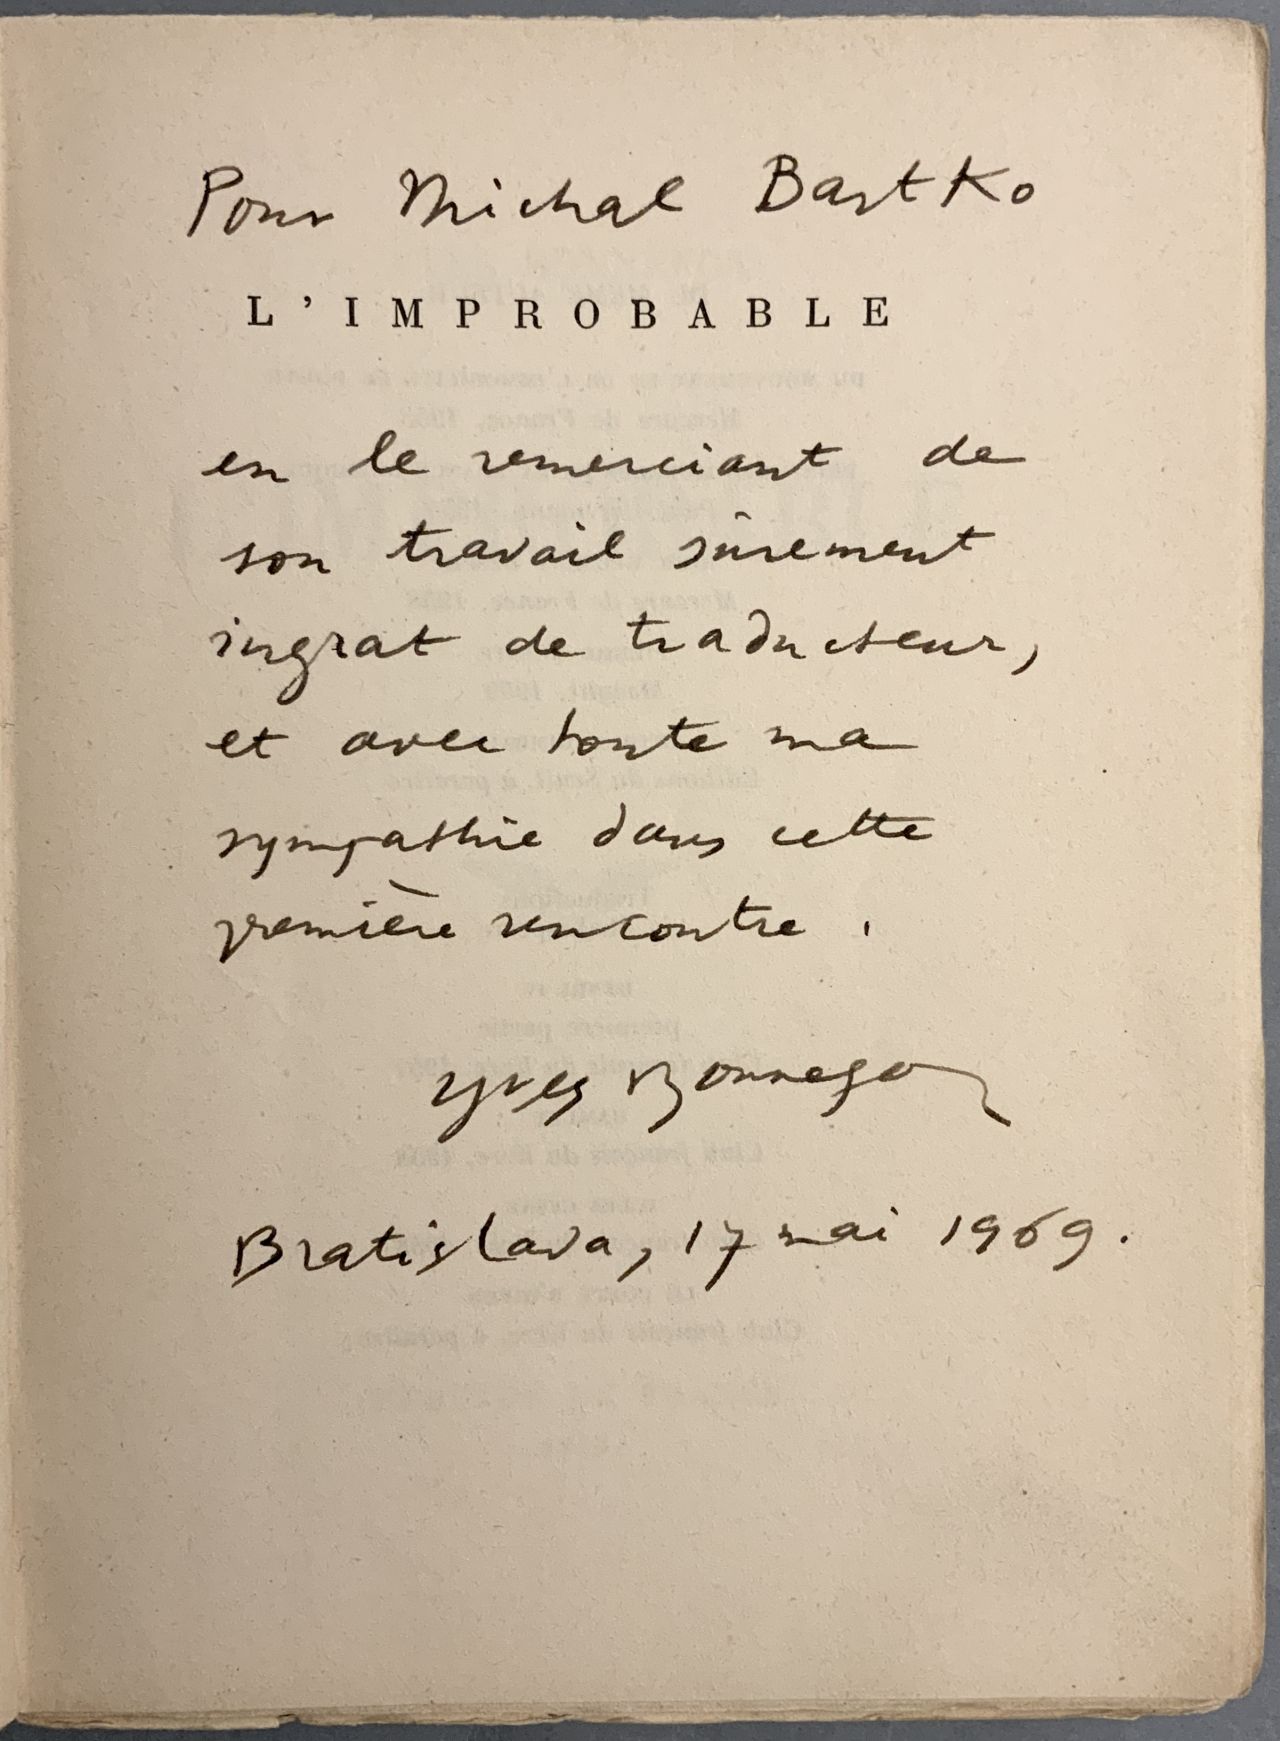 Pour Michal Bartko
L'IMPROBABLE
en le remerciant de
son travail sûrement
ingrat de traducteur,
et avec toute ma
sympathie dans cette
première rencontre.
Yves Bonnefoy
Bratislava, 17 mai 1969.